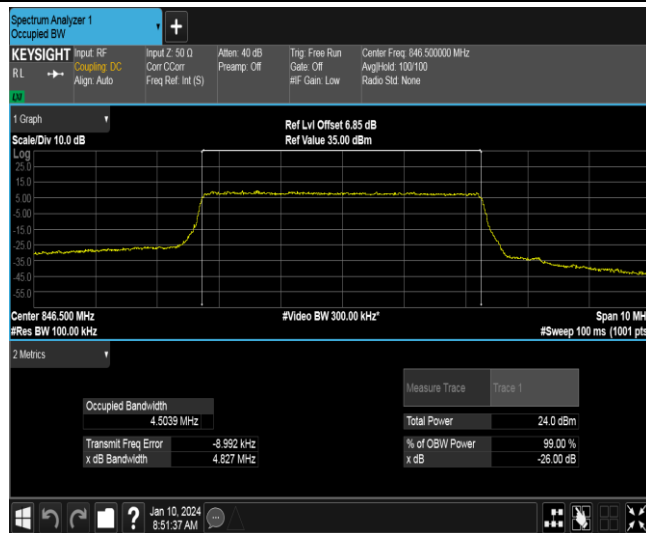 Spectrum Analyzer 1
Occupied BW
+
KEYSIGHT
RL
Input: RF
Coupling: DC
Align: Auto
Input Z: 50 Ω
Corr CCorr
Freq Ref: Int (S)
Atten: 40 dB
Preamp: Off
Trig: Free Run
Gate: Off
#IF Gain: Low
Center Freq: 846.500000 MHz
Avg|Hold: 100/100
Radio Std: None
1 Graph
Scale/Div 10.0 dB
Ref Lvl Offset 6.85 dB
Ref Value 35.00 dBm
Log
25.0
15.0
5.00
-5.00
-15.0
-25.0
-35.0
-45.0
-55.0
Center 846.500 MHz
#Video BW 300.00 kHz*
Span 10 MH
#Res BW 100.00 kHz
#Sweep 100 ms (1001 pts
2 Metrics
Measure Trace
Trace 1
Occupied Bandwidth
4.5039 MHz
Total Power
24.0 dBm
Transmit Freq Error
-8.992 kHz
% of OBW Power
99.00 %
x dB Bandwidth
4.827 MHz
x dB
-26.00 dB
?
Jan 10, 2024
8:51:37 AM